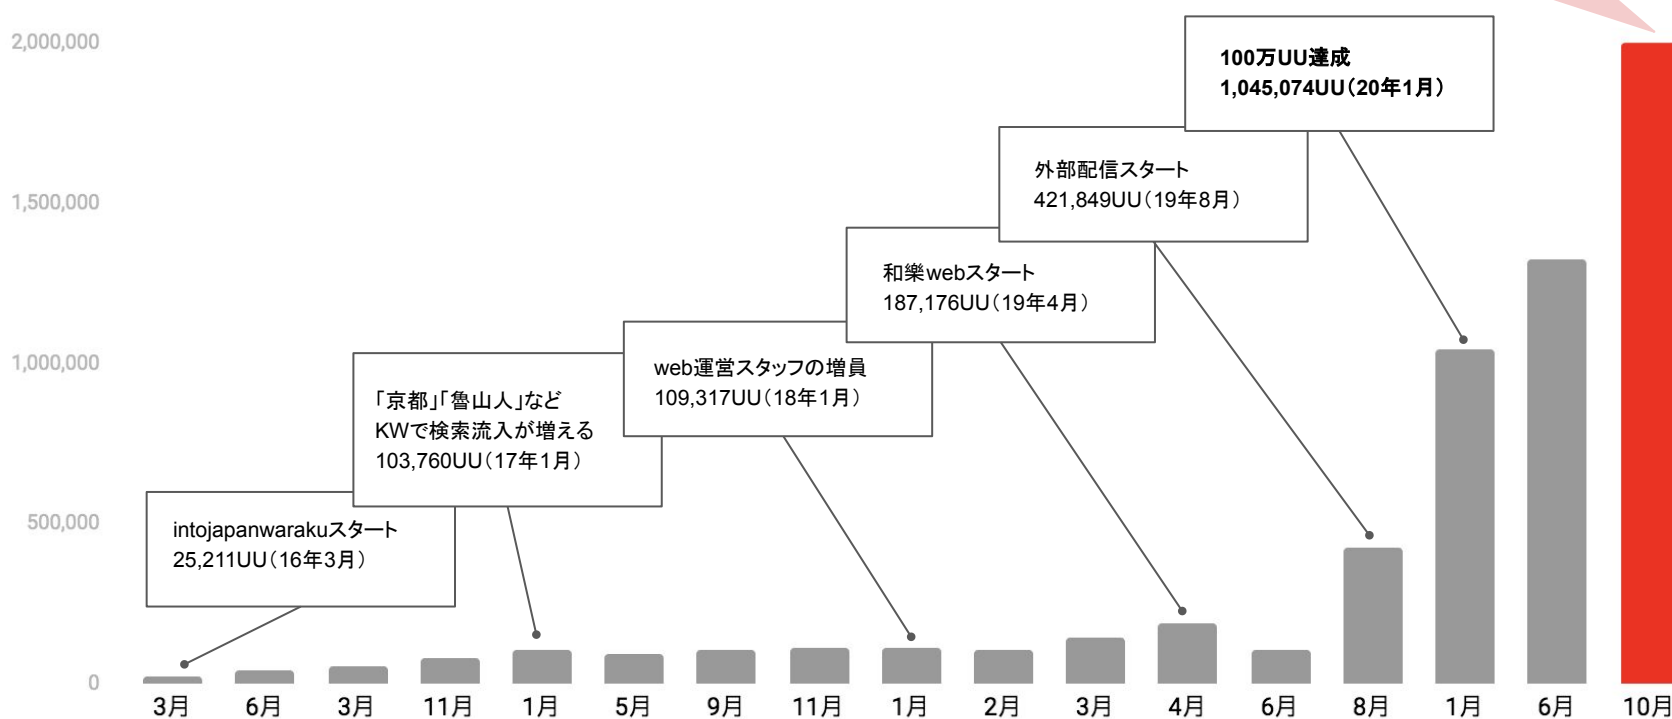 2,000,000
1,500,000
1,000,000
500,000
0
intojapanwarakuスタート
25,211UU（16年3月）
「京都」「魯山人」など
KWで検索流入が増える
103,760UU（17年1月）
web運営スタッフの増員
109,317UU（18年1月）
和樂webスタート
187,176UU（19年4月）
外部配信スタート
421,849UU（19年8月）
100万UU達成
1,045,074UU（20年1月）
3月 6月 3月 11月 1月 5月 9月 11月 1月 2月 3月 4月 6月 8月 1月 6月 10月